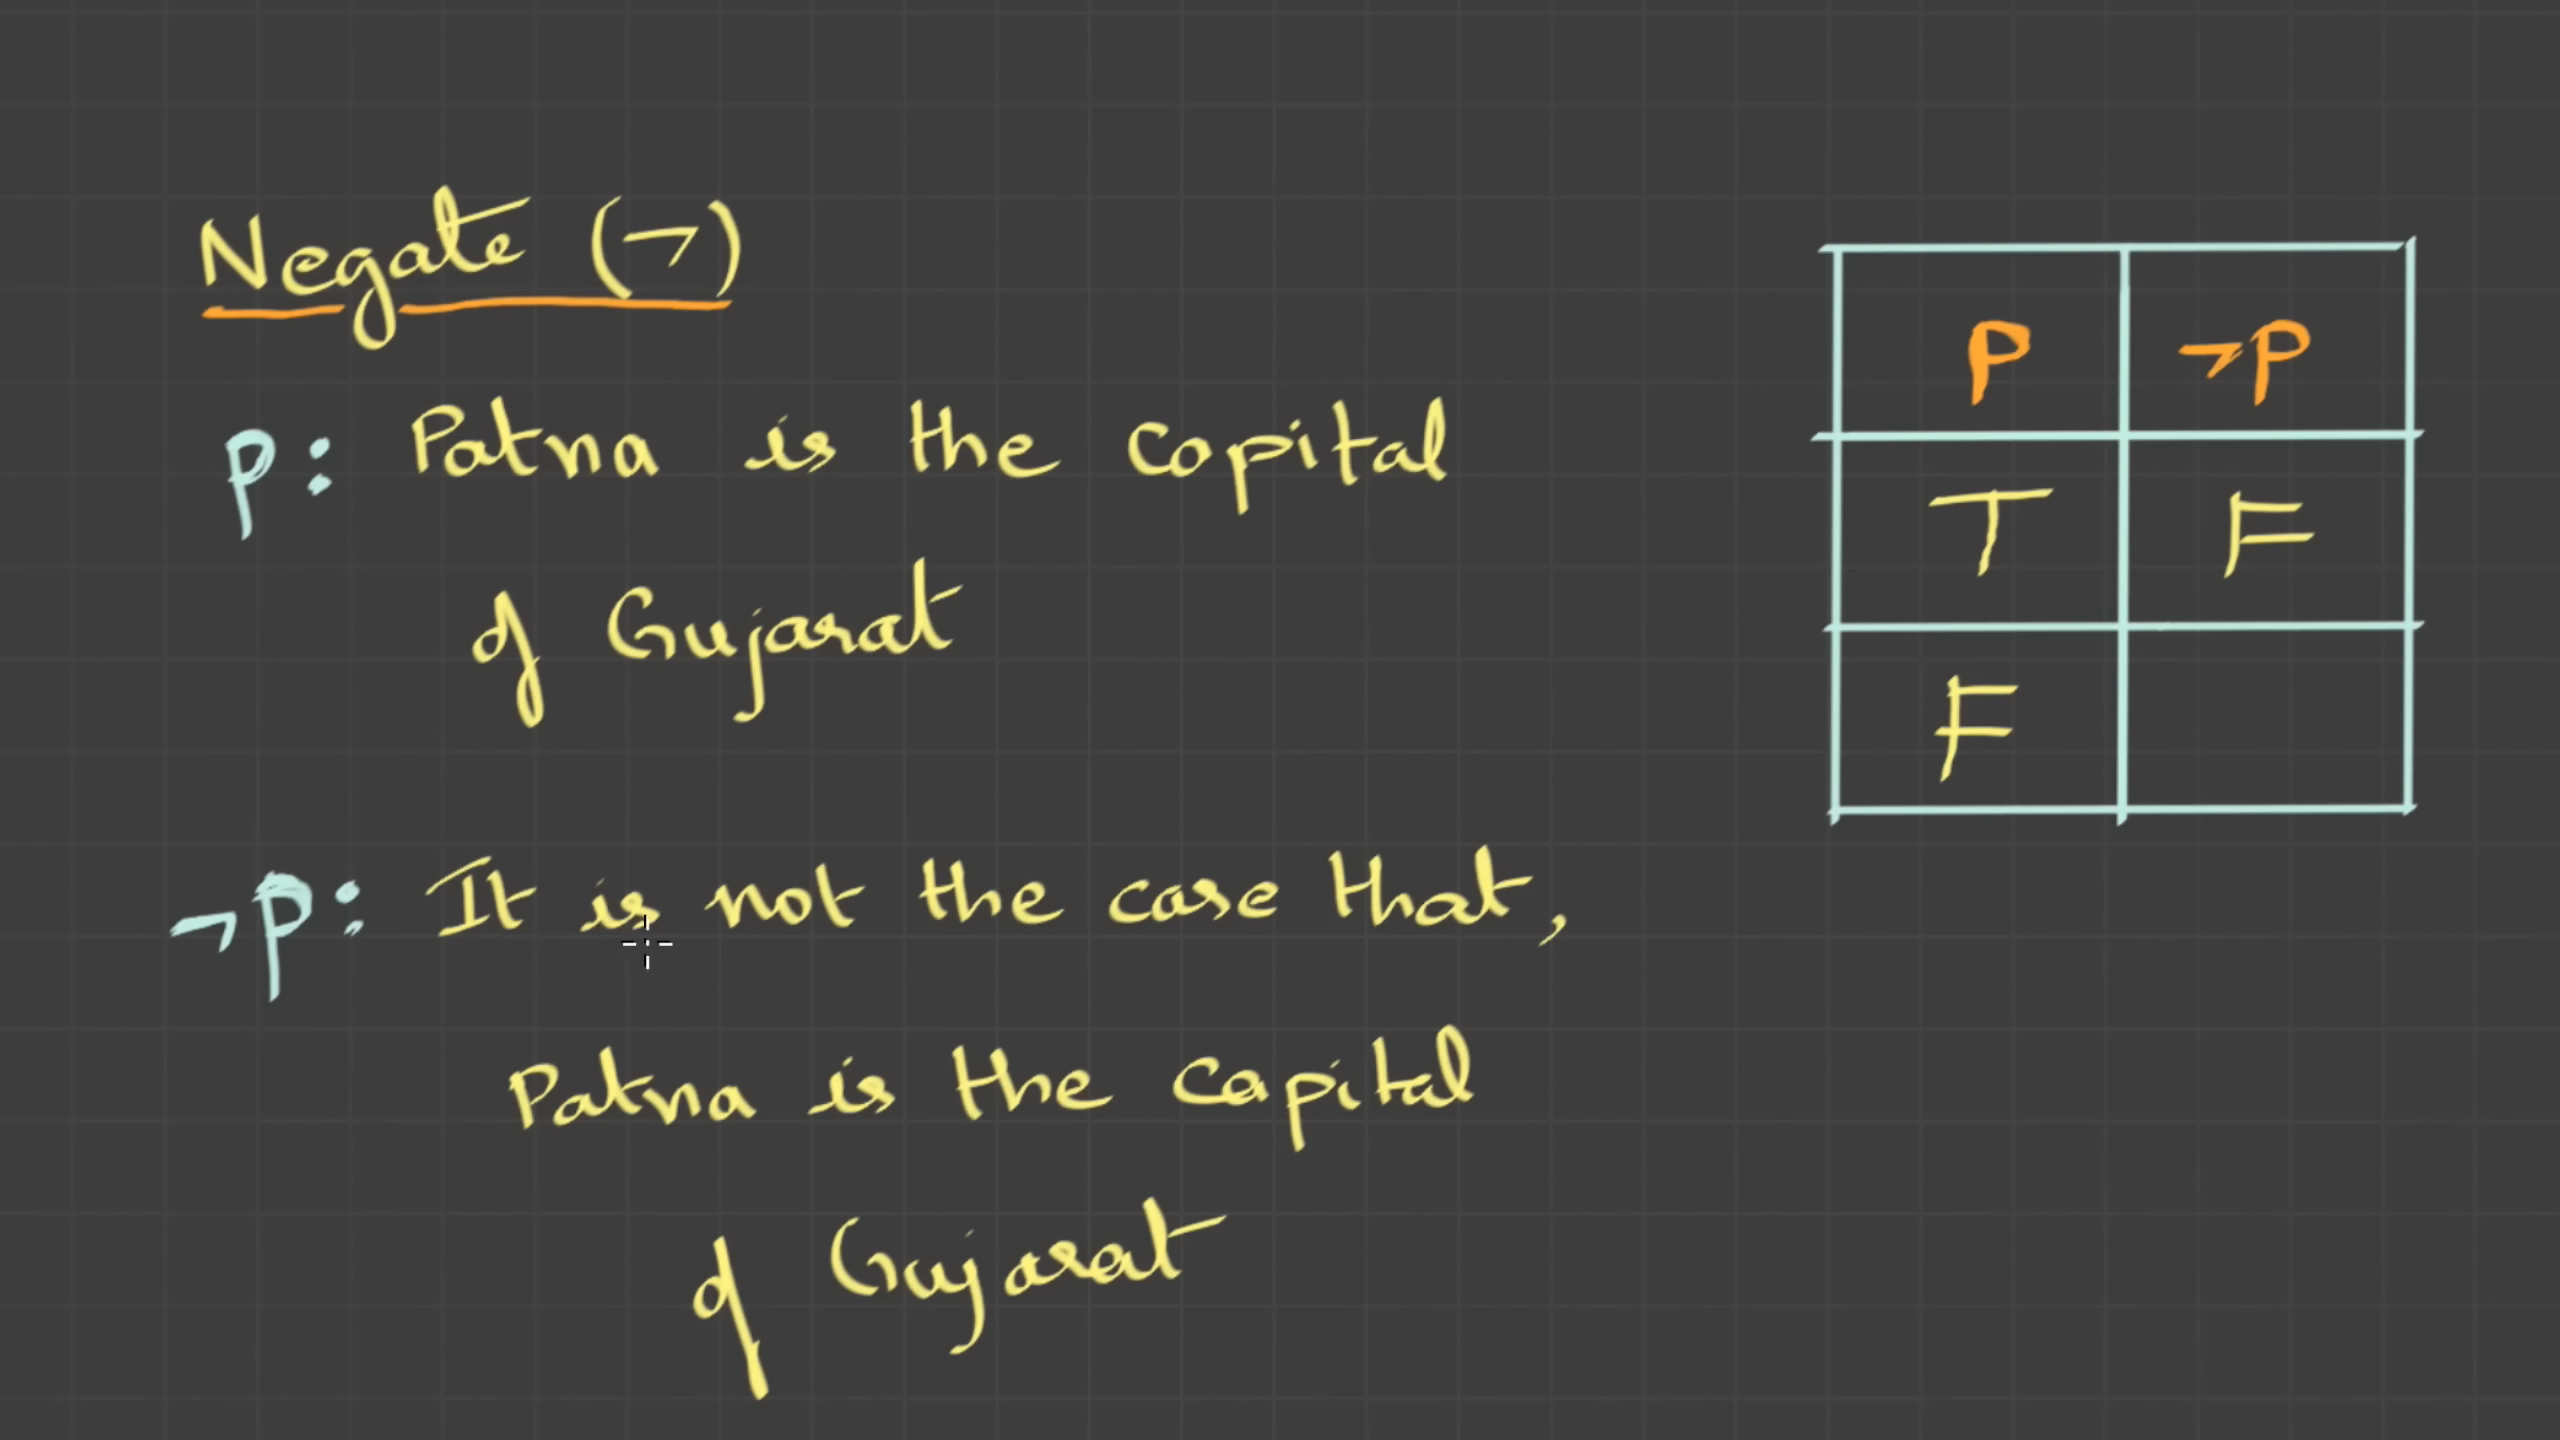 Negate (¬)
p: Patna is the capital
of Gujarat
¬p: It is not the case that,
Patna is the capital
of Gujarat
P ¬P
T F
F